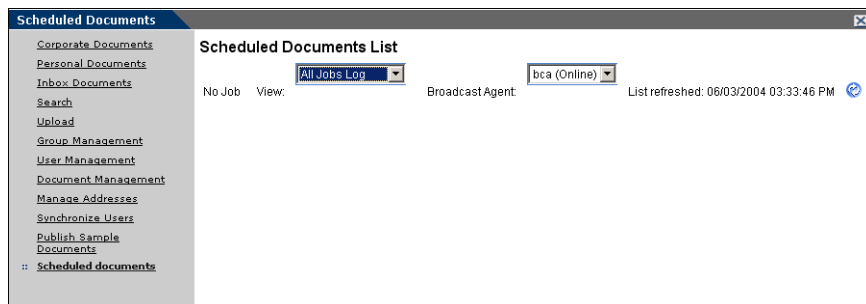 Scheduled Documents
Corporate Documents
Personal Documents
Inbox Documents
Search
Upload
Group Management
User Management
Document Management
Manage Addresses
Synchronize Users
Publish Sample
Documents
Scheduled documents
Scheduled Documents List
No Job View: All Jobs Log Broadcast Agent: bca (Online) List refreshed: 06/03/2004 03:33:46 PM